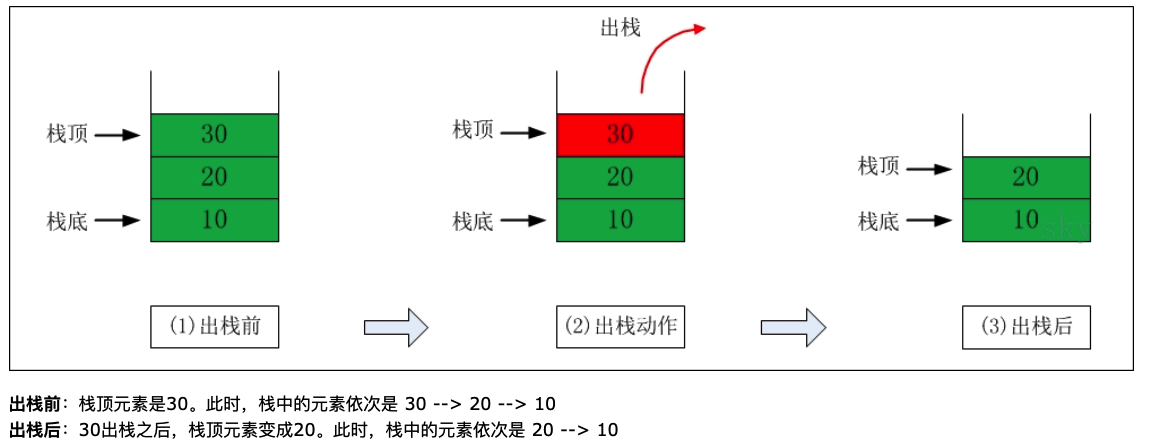 出栈
栈顶 30
20
栈底 10
栈顶 30
20
栈底 10
栈顶 20
栈底 10
sky
(1)出栈前
(2)出栈动作
(3)出栈后
出栈前：栈顶元素是30。此时，栈中的元素依次是 30 --> 20 --> 10
出栈后：30出栈之后，栈顶元素变成20。此时，栈中的元素依次是 20 --> 10